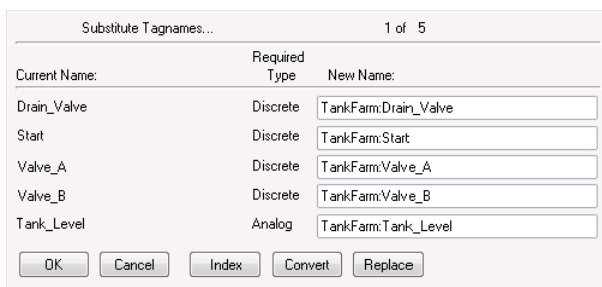 Substitute Tagnames... 1 of 5
Required
Current Name: Type New Name:
Drain_Valve Discrete TankFarm:Drain_Valve
Start Discrete TankFarm:Start
Valve_A Discrete TankFarm:Valve_A
Valve_B Discrete TankFarm:Valve_B
Tank_Level Analog TankFarm:Tank_Level
OK Cancel Index Convert Replace